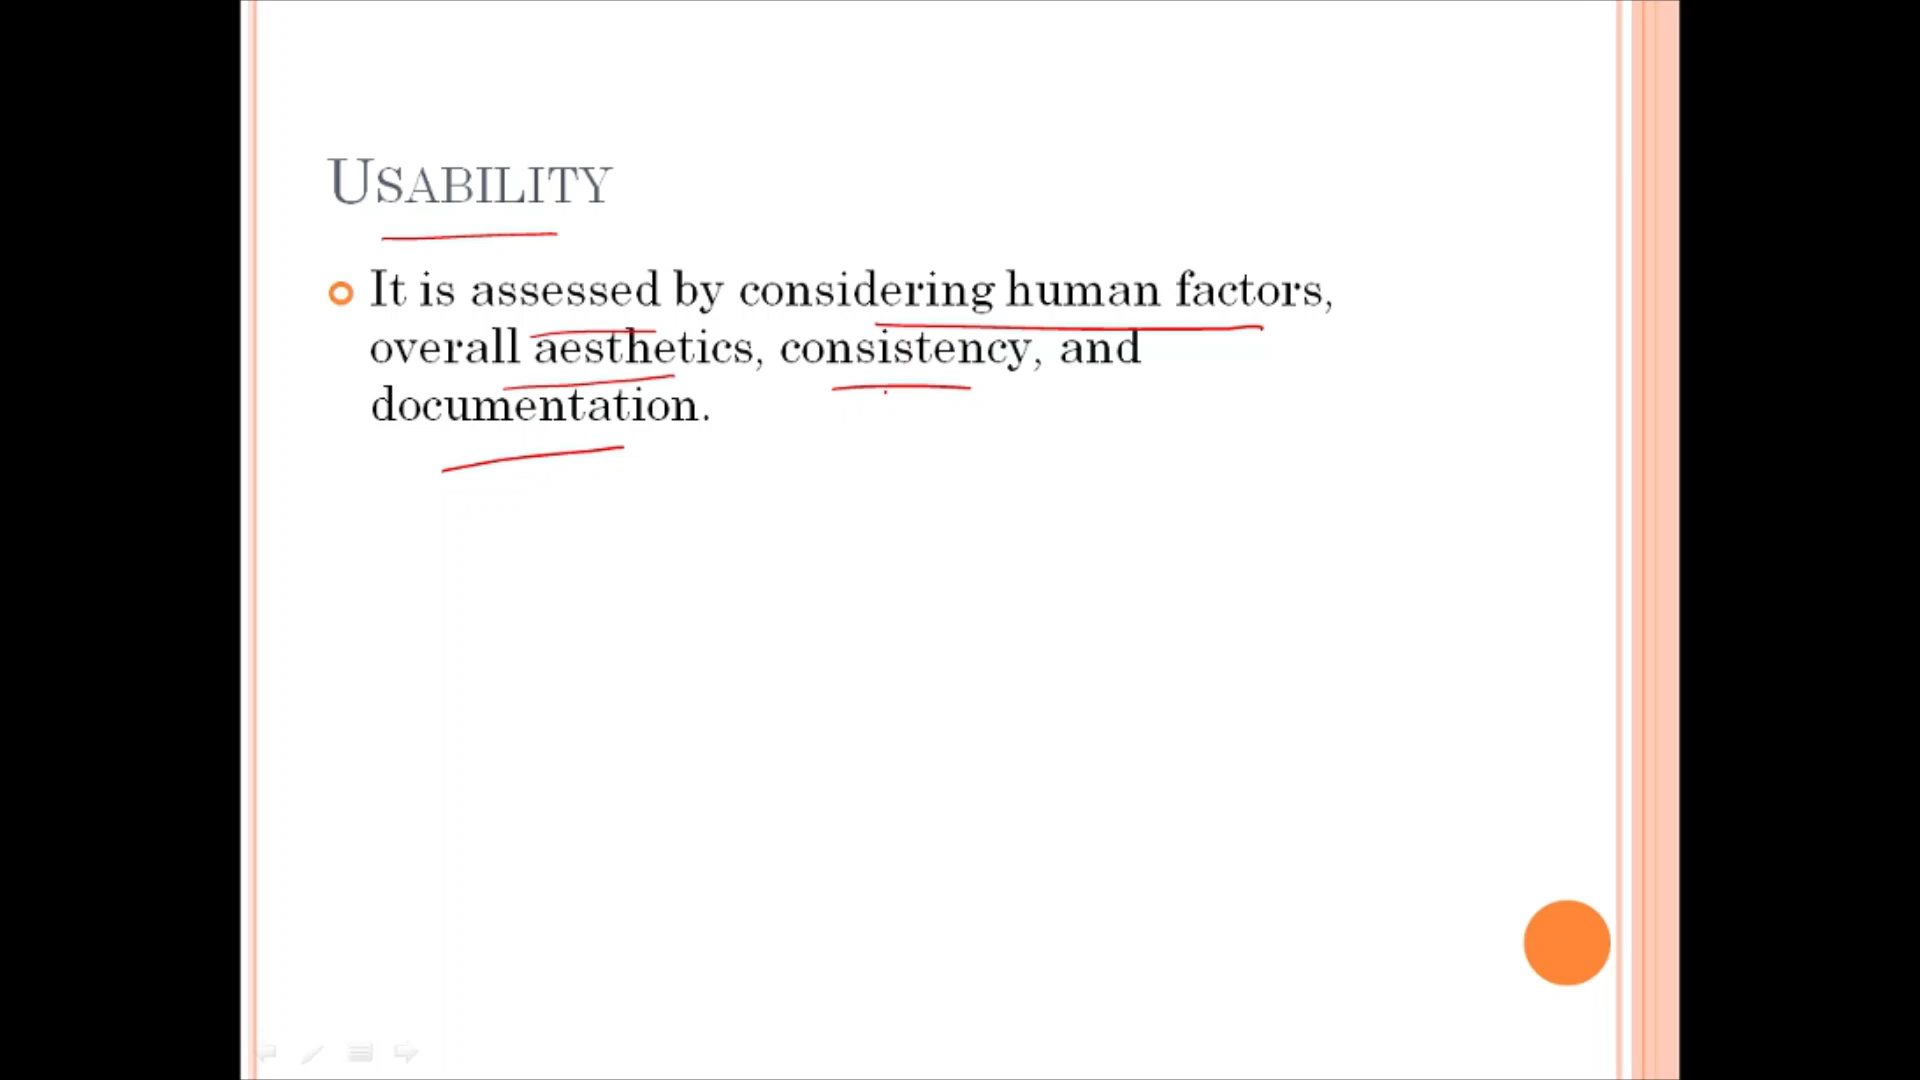 Usability
It is assessed by considering human factors,
overall aesthetics, consistency, and
documentation.